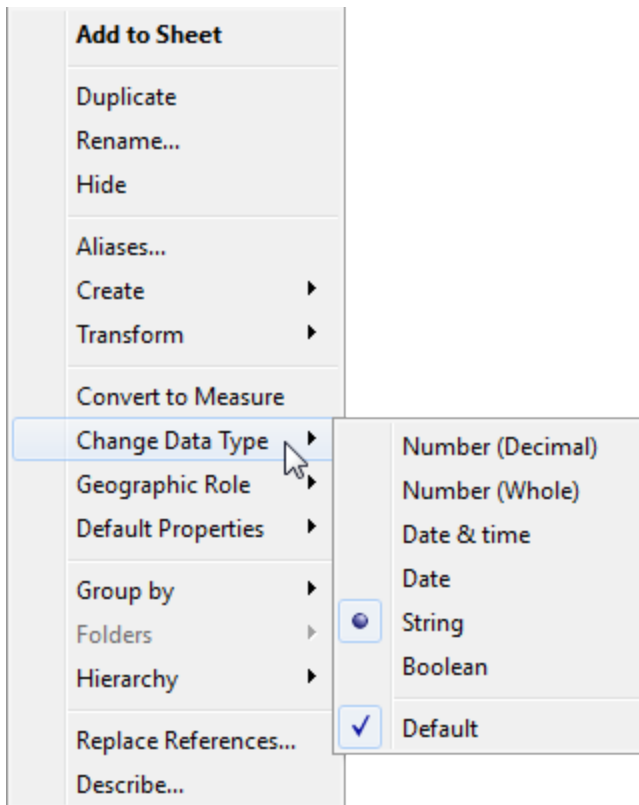 Add to Sheet
Duplicate
Rename...
Hide
Aliases...
Create
Transform
Convert to Measure
Change Data Type
Geographic Role
Default Properties
Group by
Folders
Hierarchy
Replace References...
Describe...
Number (Decimal)
Number (Whole)
Date & time
Date
String
Boolean
Default